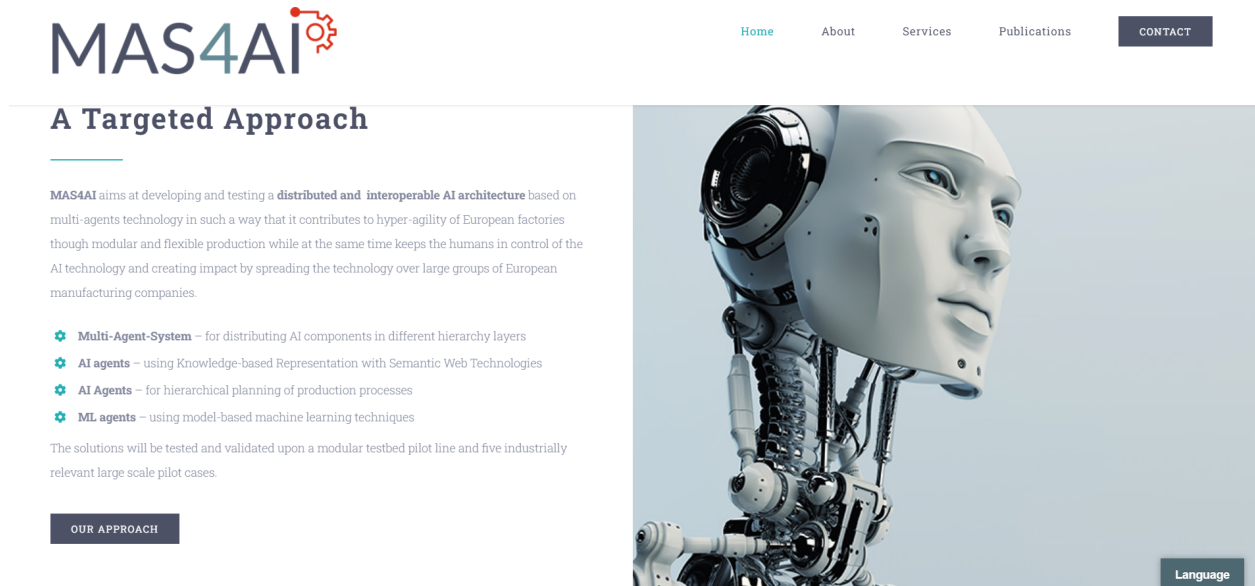 MAS4AI
Home About Services Publications CONTACT
A Targeted Approach
MAS4AI aims at developing and testing a distributed and interoperable AI architecture based on
multi-agents technology in such a way that it contributes to hyper-agility of European factories
though modular and flexible production while at the same time keeps the humans in control of the
AI technology and creating impact by spreading the technology over large groups of European
manufacturing companies.
Multi-Agent-System – for distributing AI components in different hierarchy layers
AI agents – using Knowledge-based Representation with Semantic Web Technologies
AI Agents – for hierarchical planning of production processes
ML agents – using model-based machine learning techniques
The solutions will be tested and validated upon a modular testbed pilot line and five industrially
relevant large scale pilot cases.
OUR APPROACH
Language